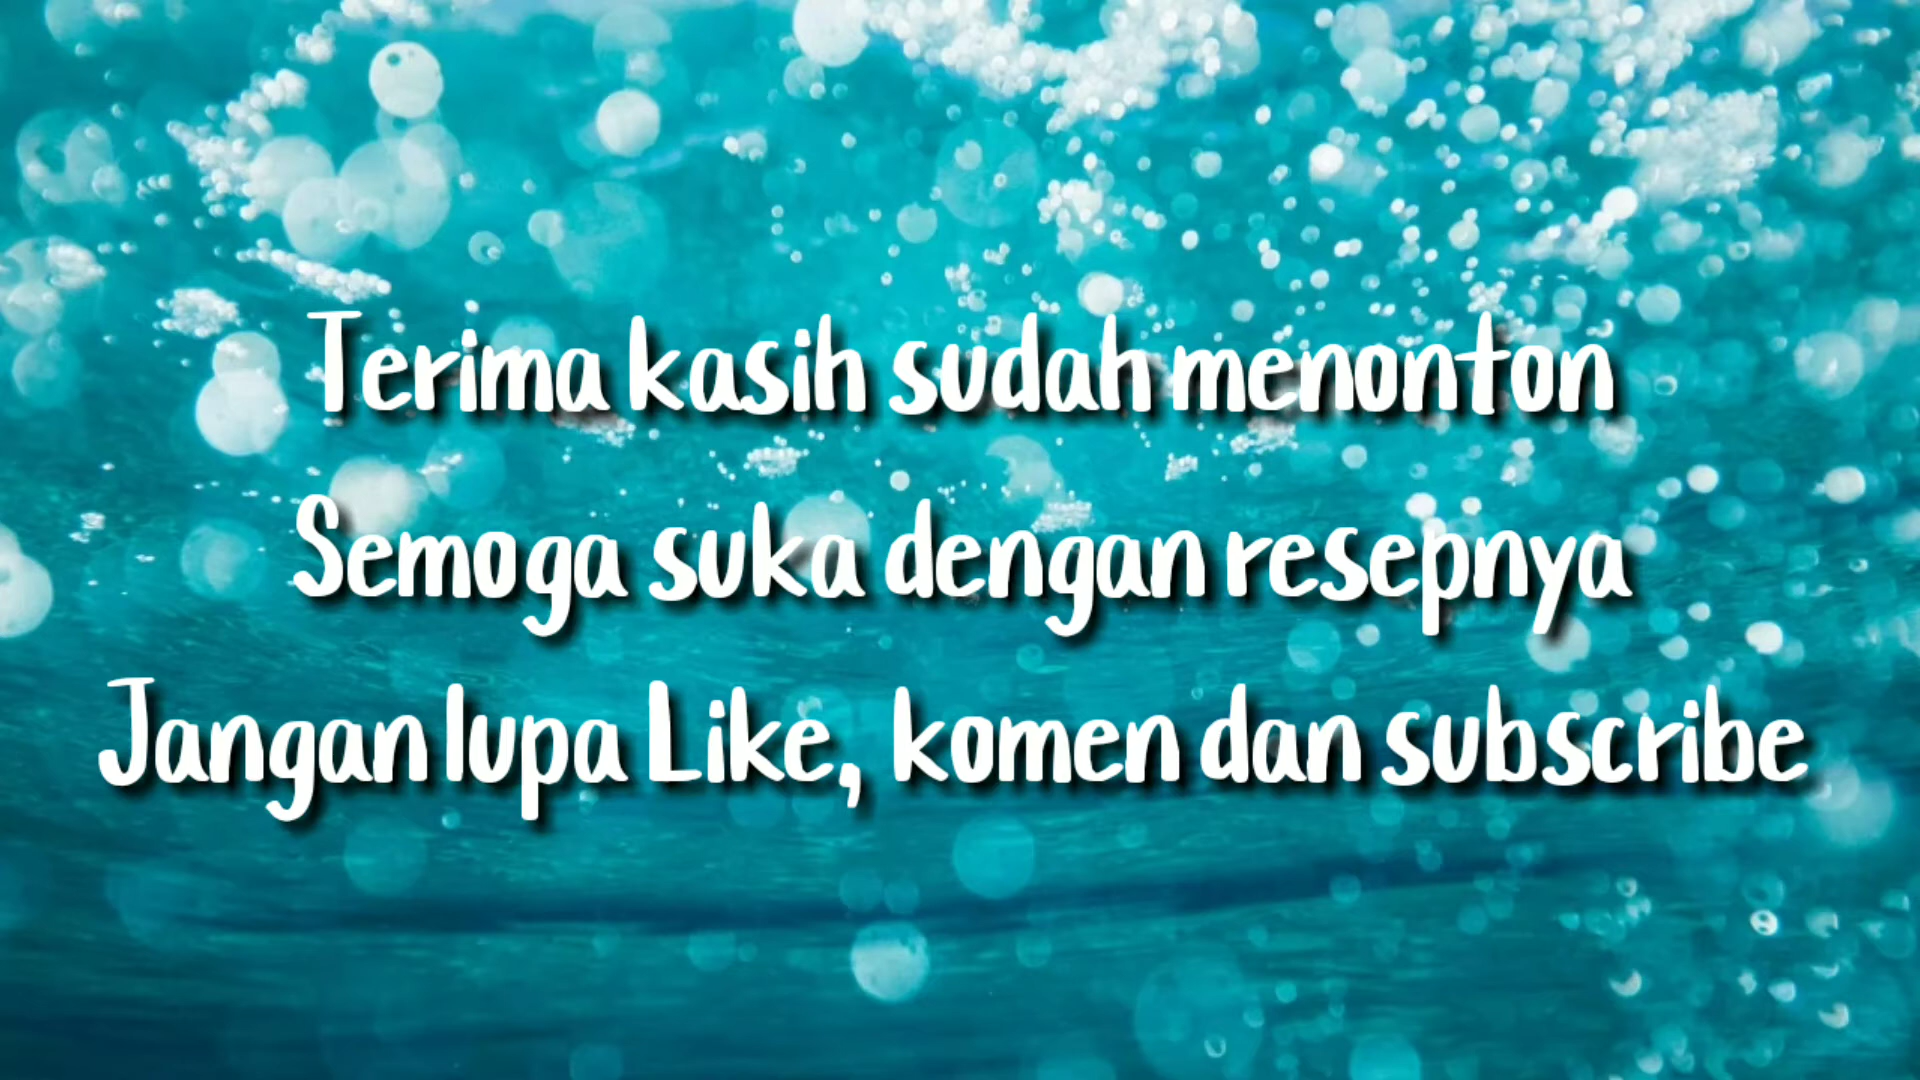 Terima kasih sudah menonton
Semoga suka dengan resepnya
Jangan lupa Like, komen dan subscribe